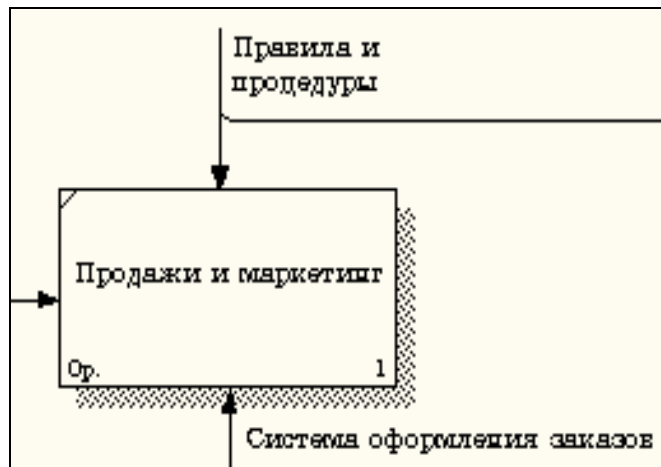 Правила и
процедуры
Продажи и маркетинг
0р. 1
Система оформления заказов